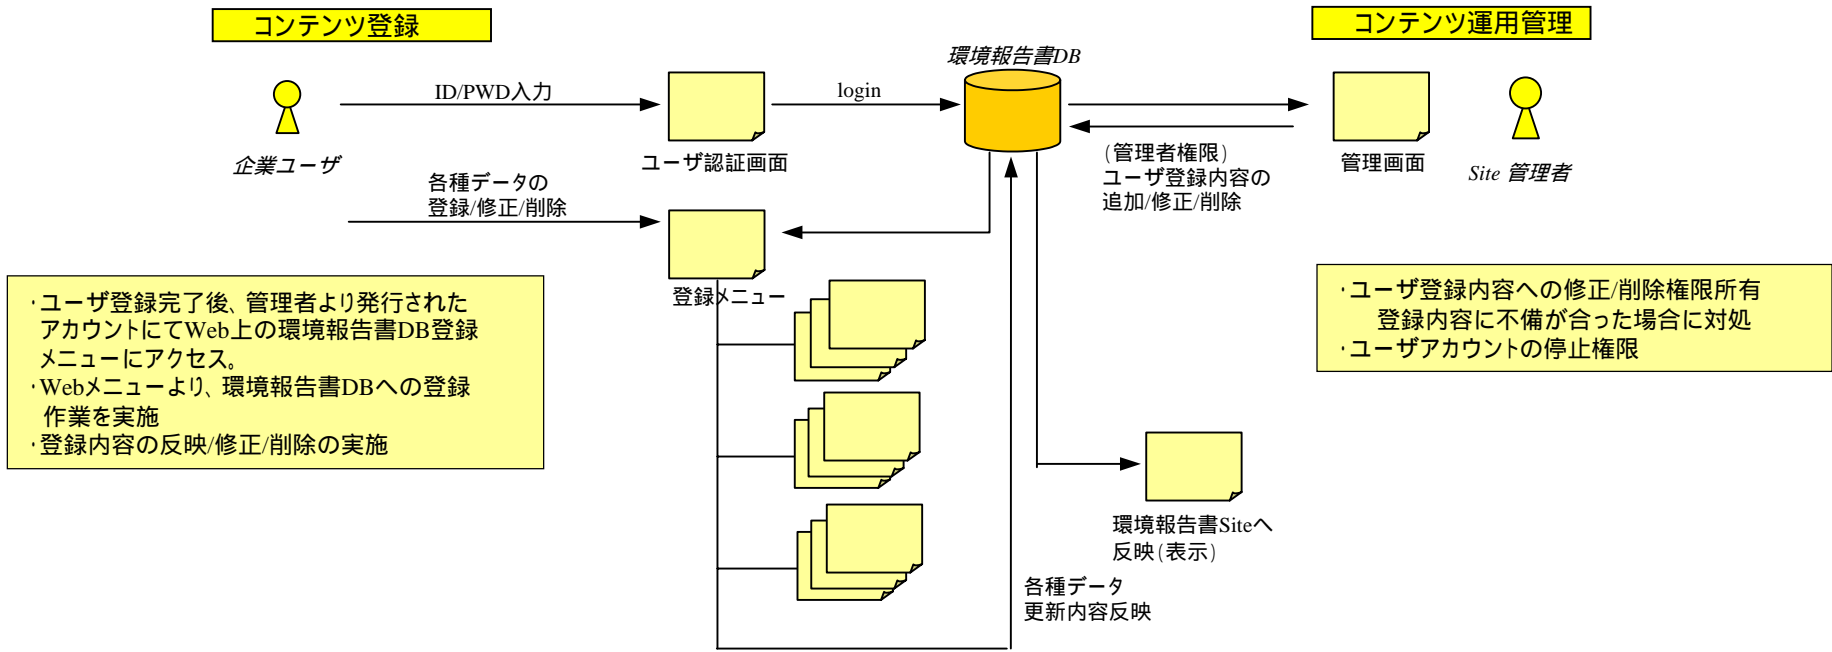 コンテンツ登録
コンテンツ運用管理
環境報告書DB
ID/PWD入力
login
企業ユーザ
ユーザ認証画面
(管理者権限)
ユーザ登録内容の
追加/修正/削除
管理画面
Site 管理者
各種データの
登録/修正/削除
登録メニュー
・ユーザ登録完了後、管理者より発行された
アカウントにてWeb上の環境報告書DB登録
メニューにアクセス。
・Webメニューより、環境報告書DBへの登録
作業を実施
・登録内容の反映/修正/削除の実施
・ユーザ登録内容への修正/削除権限所有
登録内容に不備が合った場合に対処
・ユーザアカウントの停止権限
環境報告書Siteへ
反映(表示)
各種データ
更新内容反映